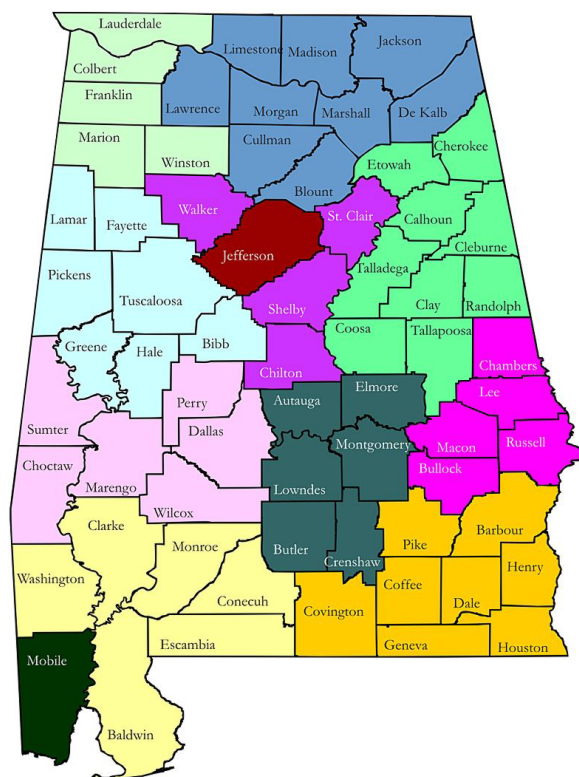 Lauderdale
Limestone
Madison
Jackson
Colbert
Franklin
Lawrence
Morgan
Marshall
De Kalb
Marion
Winston
Cullman
Blount
Etowah
Cherokee
Lamar
Fayette
Walker
Jefferson
St. Clair
Calhoun
Cleburne
Pickens
Tuscaloosa
Shelby
Talladega
Clay
Randolph
Greene
Hale
Bibb
Chilton
Coosa
Tallapoosa
Chambers
Sumter
Perry
Dallas
Autauga
Elmore
Lee
Choctaw
Marengo
Lowndes
Montgomery
Macon
Russell
Bullock
Wilcox
Clarke
Monroe
Butler
Crenshaw
Pike
Barbour
Washington
Conecuh
Covington
Coffee
Dale
Henry
Mobile
Baldwin
Escambia
Geneva
Houston